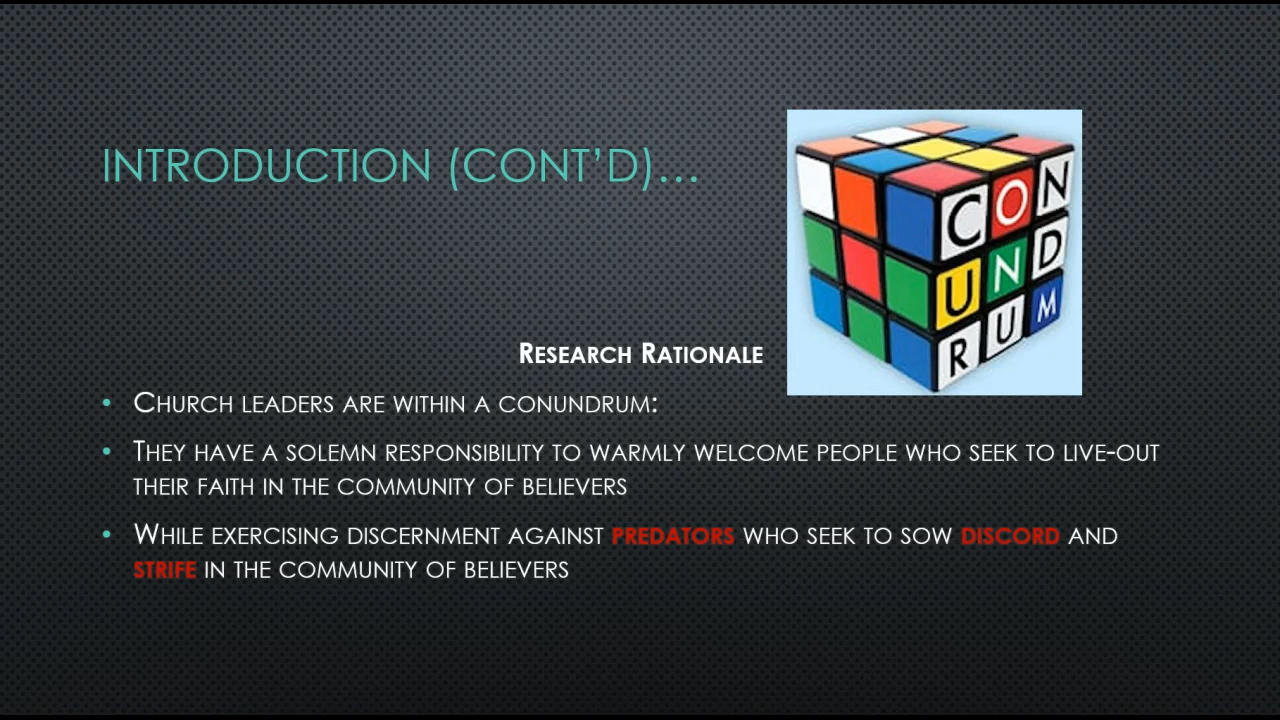 INTRODUCTION (CONT'D)...
CON
UND
RUM
RESEARCH RATIONALE
• CHURCH LEADERS ARE WITHIN A CONUNDRUM:
• THEY HAVE A SOLEMN RESPONSIBILITY TO WARMLY WELCOME PEOPLE WHO SEEK TO LIVE-OUT
THEIR FAITH IN THE COMMUNITY OF BELIEVERS
• WHILE EXERCISING DISCERNMENT AGAINST PREDATORS WHO SEEK TO SOW DISCORD AND
STRIFE IN THE COMMUNITY OF BELIEVERS